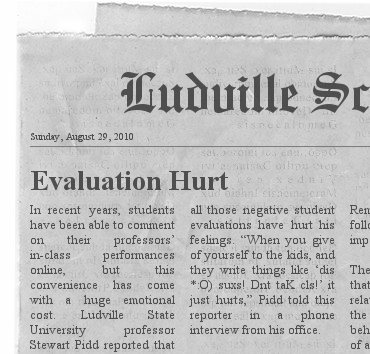 Ludville Sc
Sunday, August 29, 2010
Evaluation Hurt
In recent years, students
have been able to comment
on their professors'
in-class performances
online, but this
convenience has come
with a huge emotional
cost. Ludville State
University professor
Stewart Pidd reported that
all those negative student
evaluations have hurt his
feelings. “When you give
of yourself to the kids, and
they write things like ‘dis
*:O) suxs! Dnt taK cls!’ it
just hurts,” Pidd told this
reporter in a phone
interview from his office.
Ren
follo
imp
The
that
relat
the
beh
of a